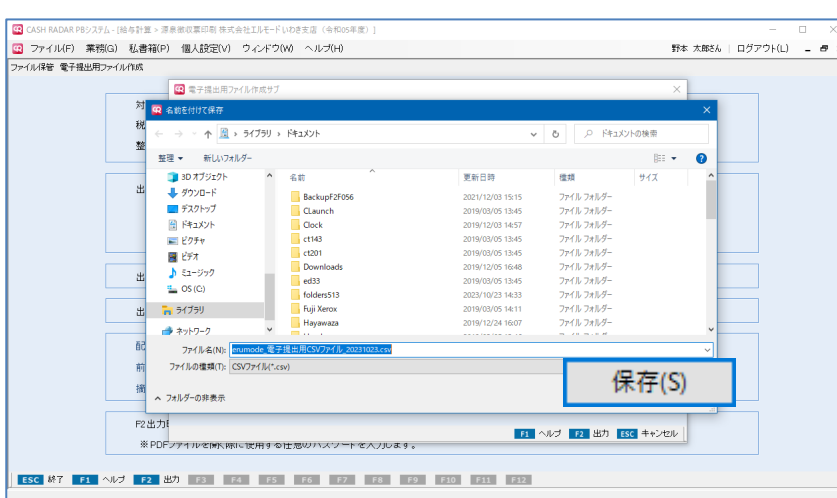 CASH RADAR PBシステム - [給与計算 > 源泉徴収票印刷 株式会社エルモードいわき支店 (令和05年度) ]
ファイル(F) 業務(G) 私書箱(P) 個人設定(V) ウィンドウ(W) ヘルプ(H) 野本 太郎さん | ログアウト(L)
ファイル保管 電子提出用ファイル作成
電子提出用ファイル作成サブ
対
税
整
出
出
出
配
前
摘
名前を付けて保存
ライブラリ › ドキュメント
ドキュメントの検索
整理 新しいフォルダー
3D オブジェクト
ダウンロード
デスクトップ
ドキュメント
ピクチャ
ビデオ
ミュージック
OS (C:)
ライブラリ
ネットワーク
名前 更新日時 種類 サイズ
BackupF2F056 2021/12/03 15:15 ファイル フォルダー
CLaunch 2019/03/05 13:45 ファイル フォルダー
Clock 2019/12/03 14:57 ファイル フォルダー
ct143 2019/03/05 13:45 ファイル フォルダー
ct201 2019/03/05 13:45 ファイル フォルダー
Downloads 2019/12/05 16:48 ファイル フォルダー
ed33 2019/03/05 13:45 ファイル フォルダー
folders513 2023/10/23 14:33 ファイル フォルダー
Fuji Xerox 2019/03/05 14:11 ファイル フォルダー
Hayawaza 2019/12/24 16:07 ファイル フォルダー
ファイル名(N): erumode_電子提出用CSVファイル_20231023.csv
ファイルの種類(T): CSVファイル(*.csv)
保存(S)
フォルダーの非表示
F2出力
F1 ヘルプ F2 出力 ESC キャンセル
※PDFファイルを開く際に使用する任意のパスワードを入力します。
ESC 終了 F1 ヘルプ F2 出力 F3 F4 F5 F6 F7 F8 F9 F10 F11 F12